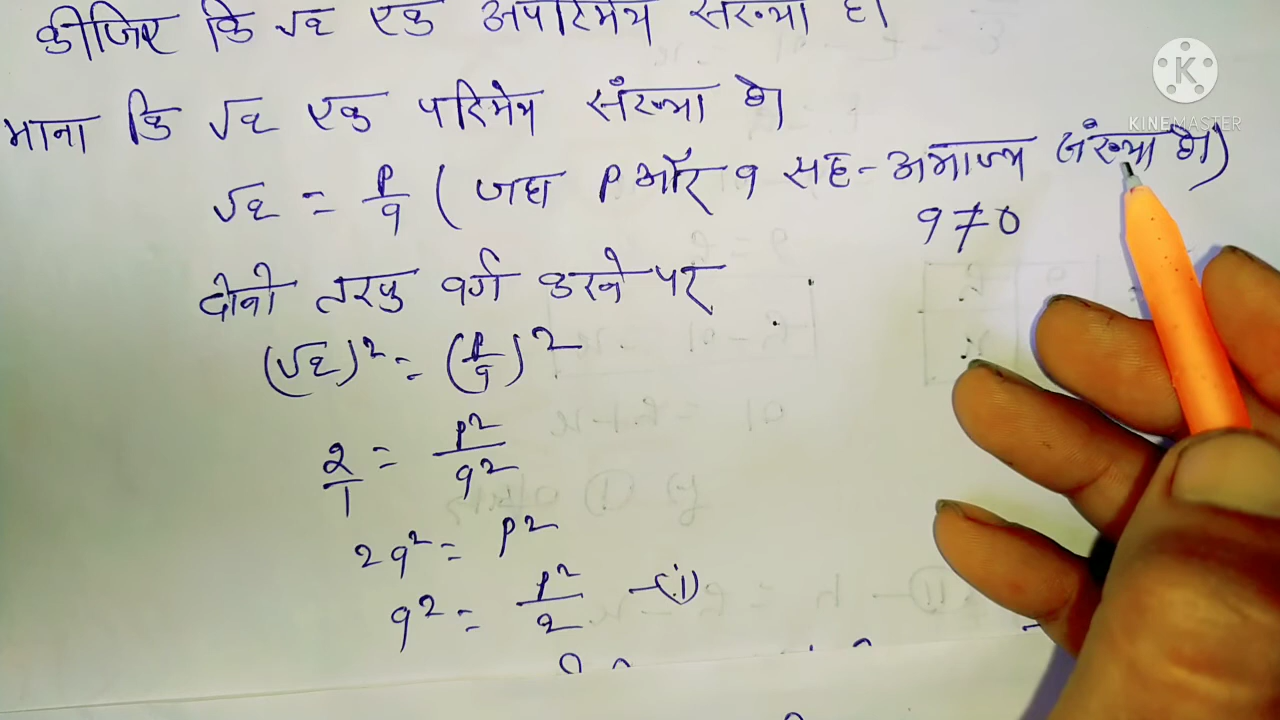 कीजिए कि √2 एक अपरिमेय संख्या है।
माना कि √2 एक परिमेय संख्या है।
√2 = p/q ( जहाँ p और q सह-अभाज्य संख्या है।)
q ≠ 0
दोनो तरफ वर्ग करने पर
(√2)² = (p/q)²
2/1 = p²/q²
2q² = p²
q² = p²/2 —(i)
KINEMASTER